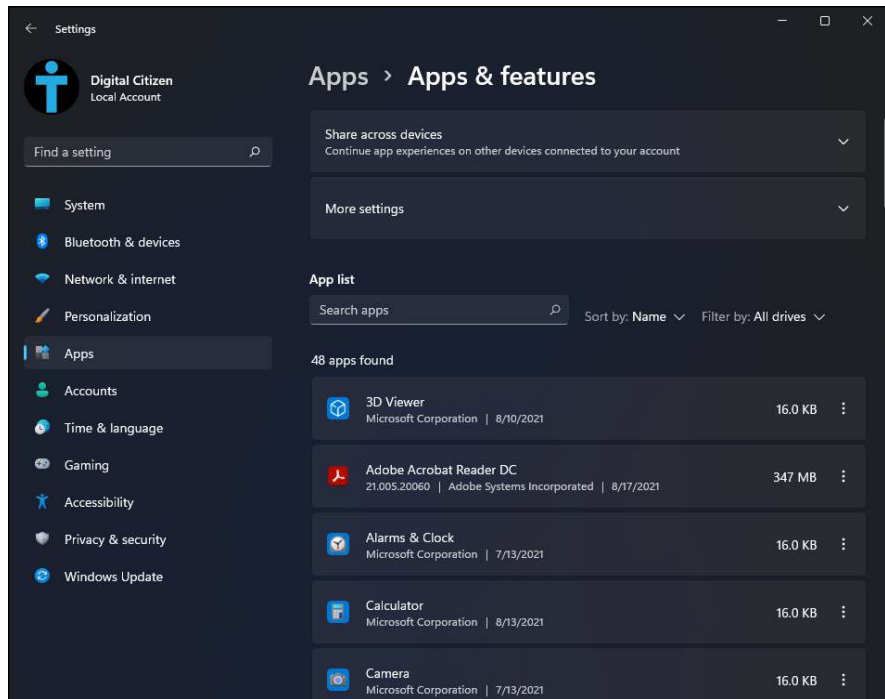 Settings
Digital Citizen
Local Account
Find a setting
System
Bluetooth & devices
Network & internet
Personalization
Apps
Accounts
Time & language
Gaming
Accessibility
Privacy & security
Windows Update
Apps > Apps & features
Share across devices
Continue app experiences on other devices connected to your account
More settings
App list
Search apps
Sort by: Name
Filter by: All drives
48 apps found
3D Viewer
Microsoft Corporation | 8/10/2021
16.0 KB
Adobe Acrobat Reader DC
21.005.20060 | Adobe Systems Incorporated | 8/17/2021
347 MB
Alarms & Clock
Microsoft Corporation | 7/13/2021
16.0 KB
Calculator
Microsoft Corporation | 8/13/2021
16.0 KB
Camera
Microsoft Corporation | 7/13/2021
16.0 KB